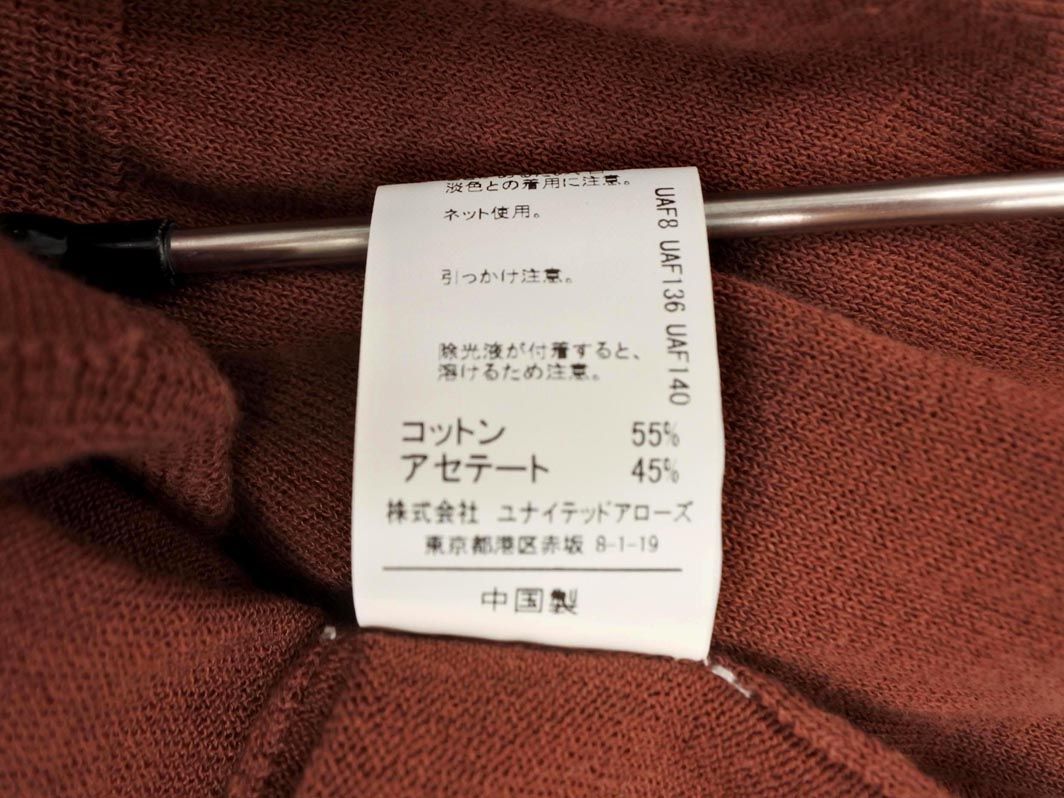 淡色との着用に注意。
ネット使用。
引っかけ注意。
除光液が付着すると、
溶けるため注意。
UAF8 UAF136 UAF140
コットン 55%
アセテート 45%
株式会社 ユナイテッドアローズ
東京都港区赤坂 8-1-19
中国製